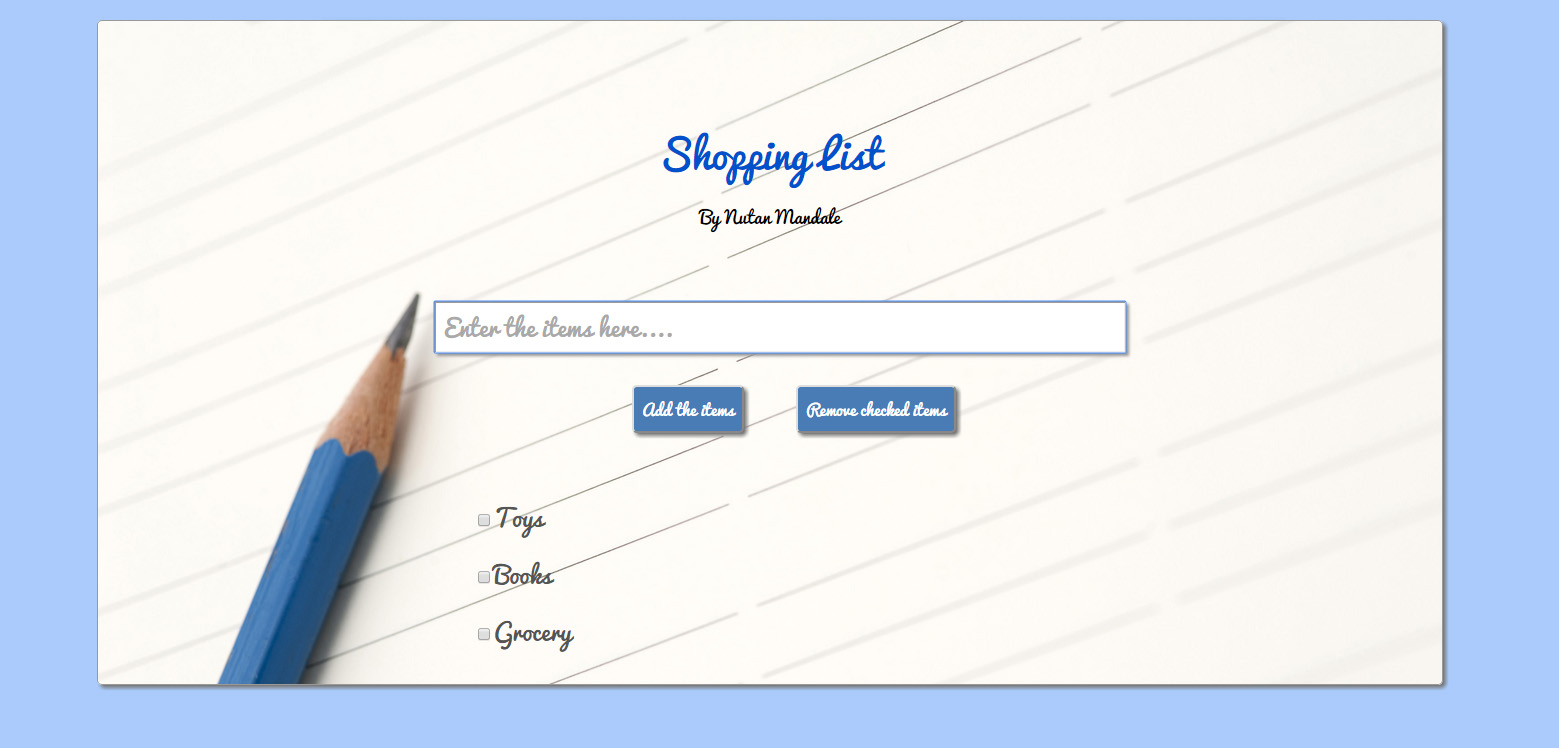 Shopping List
By Nutan Mandale
Enter the items here....
Add the items
Remove checked items
Toys
Books
Grocery